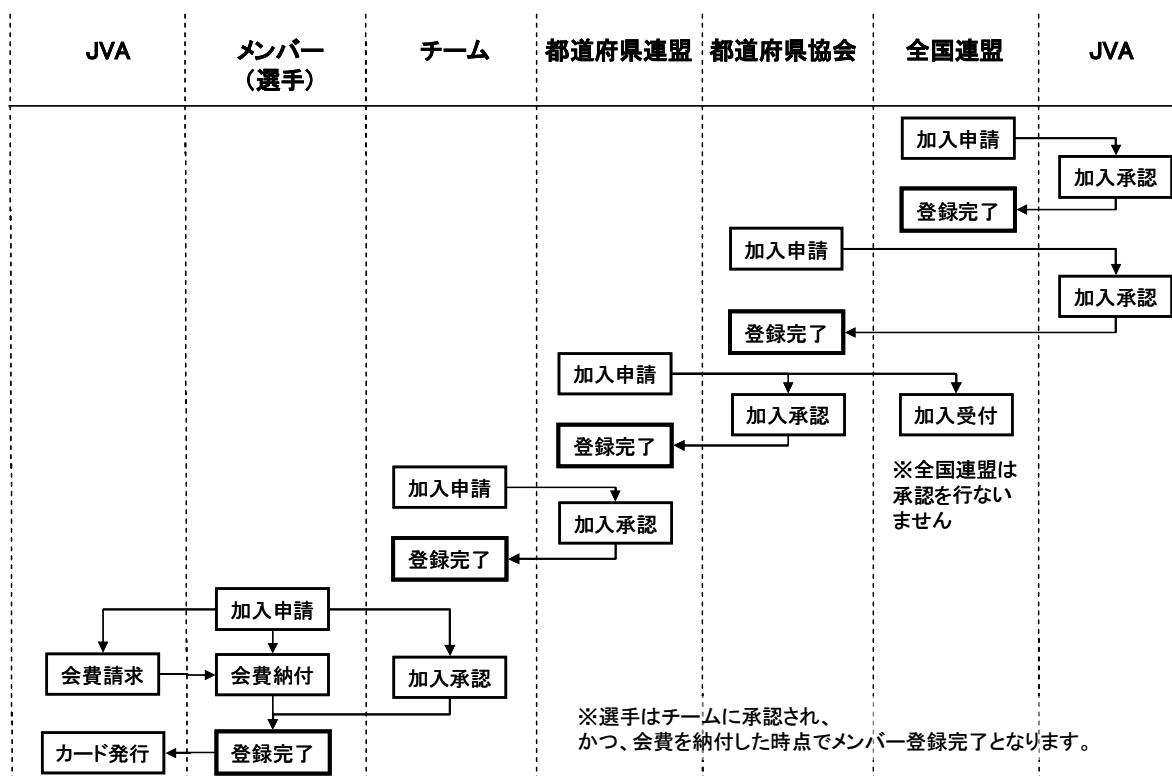 JVA
メンバー
(選手)
チーム
都道府県連盟
都道府県協会
全国連盟
JVA
加入申請
加入承認
登録完了
加入申請
加入承認
登録完了
加入申請
加入承認
加入受付
登録完了
※全国連盟は
承認を行ない
ません
加入申請
加入承認
登録完了
加入申請
会費請求
会費納付
加入承認
※選手はチームに承認され、
かつ、会費を納付した時点でメンバー登録完了となります。
カード発行
登録完了